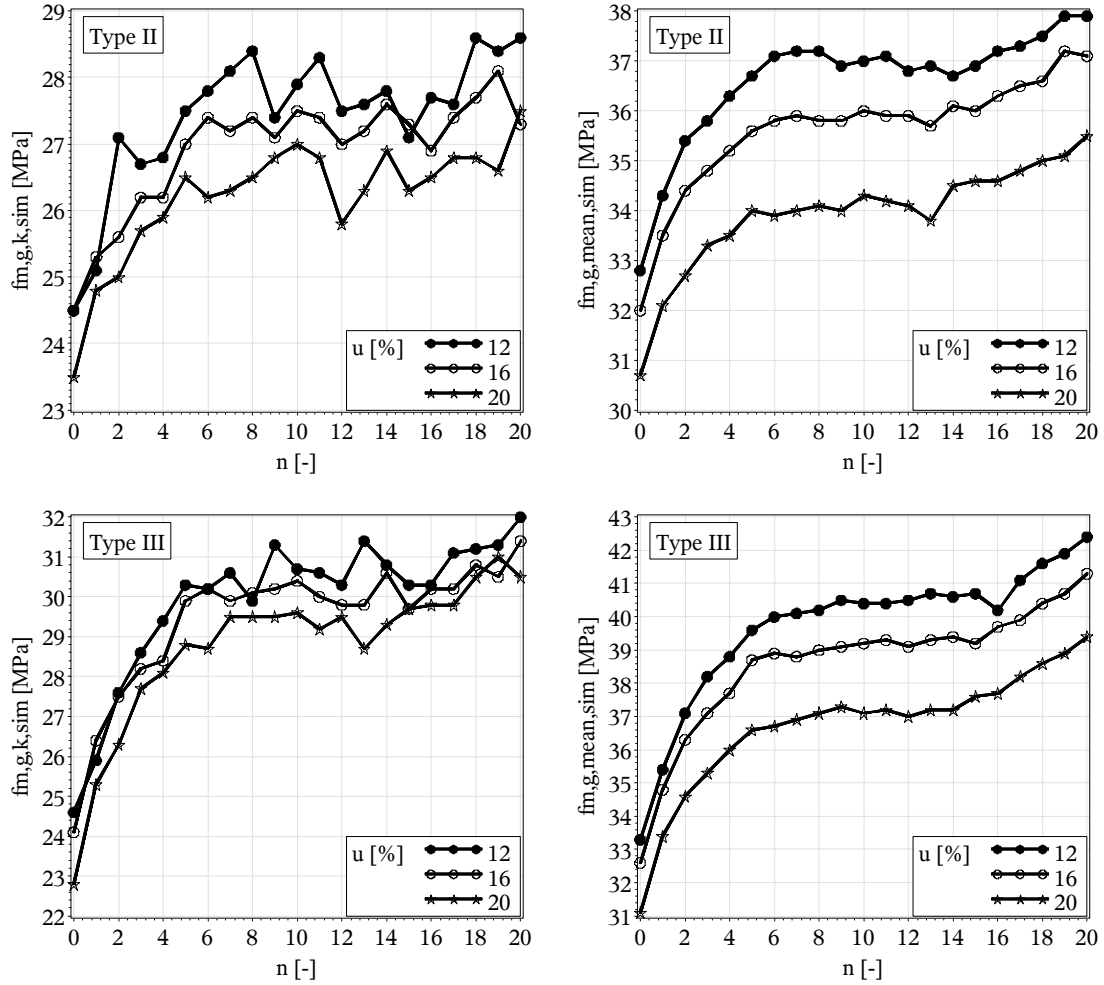 Type II
fm,g,k,sim [MPa]
29
28
27
26
25
24
23
u [%]
12
16
20
0 2 4 6 8 10 12 14 16 18 20
n [-]
Type II
fm,g,mean,sim [MPa]
38
37
36
35
34
33
32
31
30
u [%]
12
16
20
0 2 4 6 8 10 12 14 16 18 20
n [-]
Type III
fm,g,k,sim [MPa]
32
31
30
29
28
27
26
25
24
23
22
u [%]
12
16
20
0 2 4 6 8 10 12 14 16 18 20
n [-]
Type III
fm,g,mean,sim [MPa]
43
42
41
40
39
38
37
36
35
34
33
32
31
u [%]
12
16
20
0 2 4 6 8 10 12 14 16 18 20
n [-]